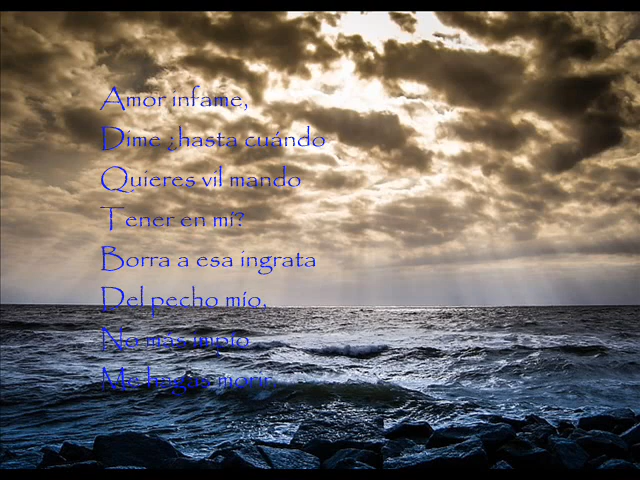 Amor infame,
Dime ¿hasta cuándo
Quieres vil mando
Tener en mí?
Borra a esa ingrata
Del pecho mío,
No más impío
Me hagas morir.